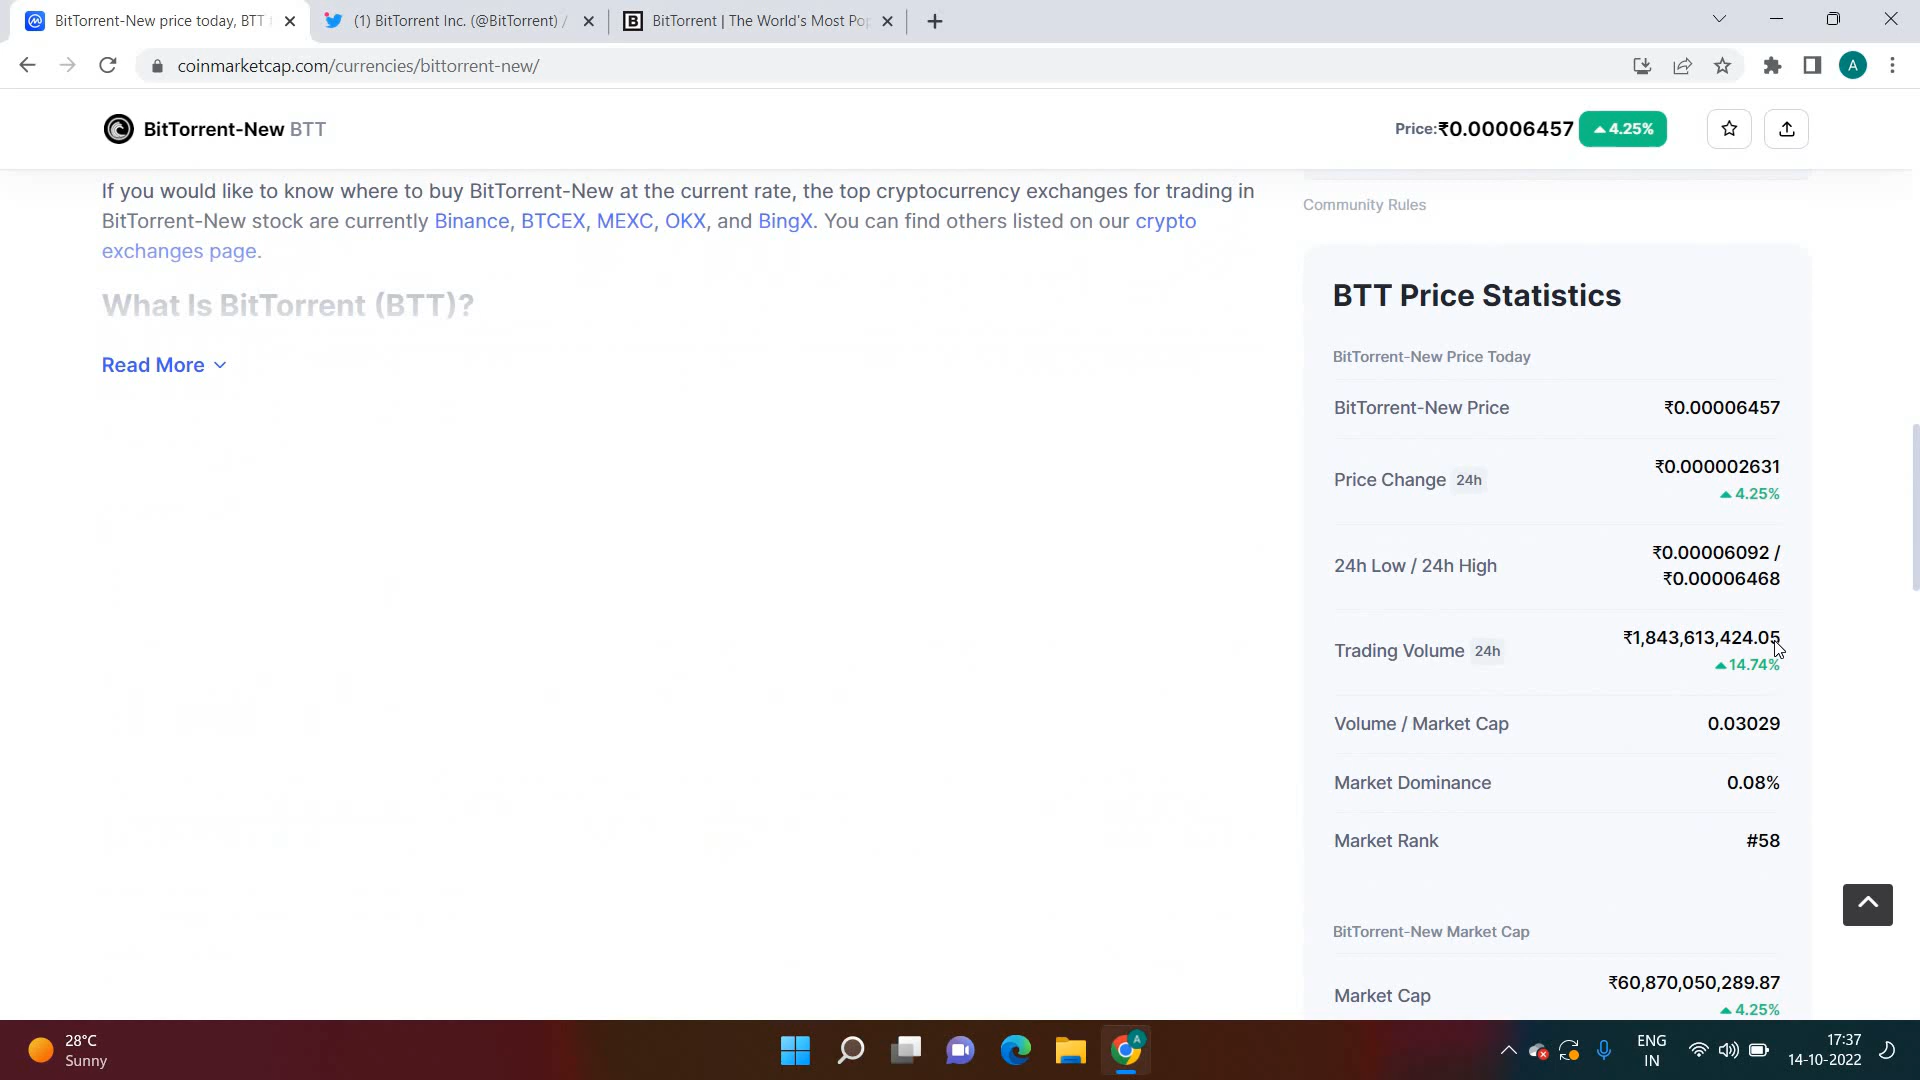 BitTorrent-New price today, BTT
(1) BitTorrent Inc. (@BitTorrent) /
BitTorrent | The World's Most Po
coinmarketcap.com/currencies/bittorrent-new/
A
BitTorrent-New BTT
Price:₹0.00006457 4.25%
If you would like to know where to buy BitTorrent-New at the current rate, the top cryptocurrency exchanges for trading in
BitTorrent-New stock are currently Binance, BTCEX, MEXC, OKX, and BingX. You can find others listed on our crypto
exchanges page.
What Is BitTorrent (BTT)?
Read More
Community Rules
BTT Price Statistics
BitTorrent-New Price Today
BitTorrent-New Price ₹0.00006457
Price Change 24h ₹0.000002631
4.25%
24h Low / 24h High ₹0.00006092 /
₹0.00006468
Trading Volume 24h ₹1,843,613,424.05
14.74%
Volume / Market Cap 0.03029
Market Dominance 0.08%
Market Rank #58
BitTorrent-New Market Cap
Market Cap ₹60,870,050,289.87
4.25%
28°C
Sunny
A
ENG
IN
17:37
14-10-2022